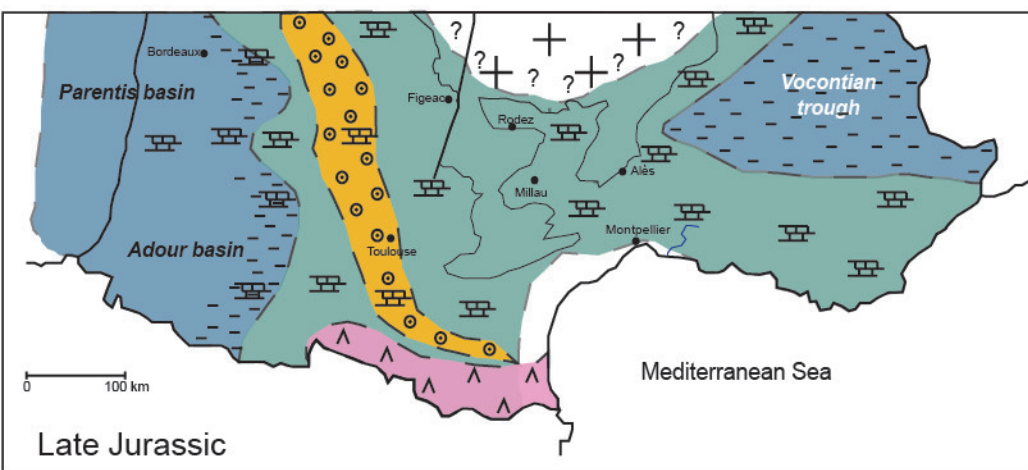 Bordeaux
Parentis basin
Adour basin
Toulouse
Figeac
? ? ? ? ? ?
Rodez
Millau
Alès
Montpellier
Vocontian
trough
Mediterranean Sea
0 100 km
Late Jurassic